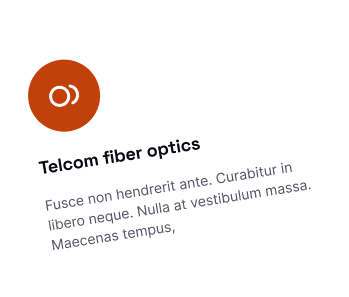 Telcom fiber optics
Fusce non hendrerit ante. Curabitur in
libero neque. Nulla at vestibulum massa.
Maecenas tempus,